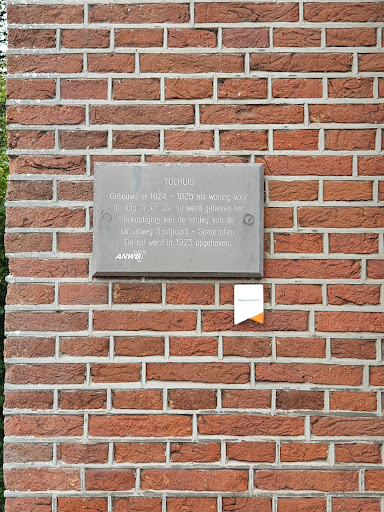 TOLHUIS
Gebouwd in 1824 - 1825 als woning voor
de tolgaarder. De tol werd geheven ter
bekostiging van de aanleg van de
straatweg Santpoort - Spaarndam.
De tol werd in 1923 opgeheven.
ANWB